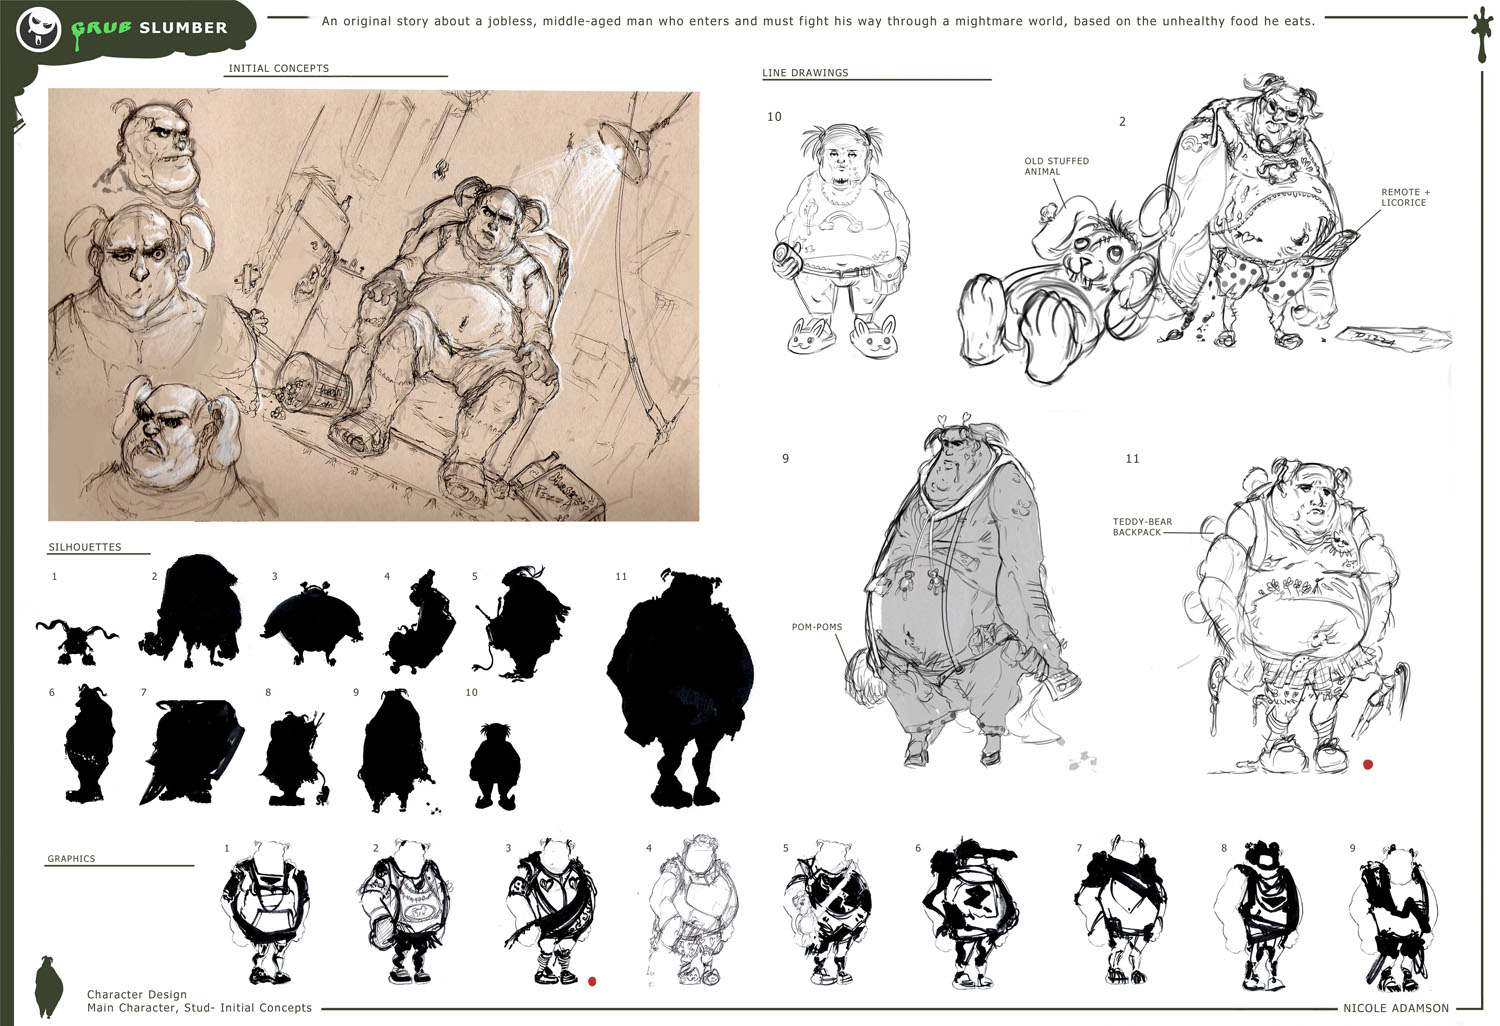 GRUB SLUMBER
An original story about a jobless, middle-aged man who enters and must fight his way through a mightmare world, based on the unhealthy food he eats.
INITIAL CONCEPTS
LINE DRAWINGS
10
2
OLD STUFFED
ANIMAL
REMOTE +
LICORICE
PIZZA
9
11
POM-POMS
TEDDY-BEAR
BACKPACK
SILHOUETTES
1
2
3
4
5
11
6
7
8
9
10
GRAPHICS
1
2
3
4
5
6
7
8
9
Character Design
Main Character, Stud- Initial Concepts
NICOLE ADAMSON